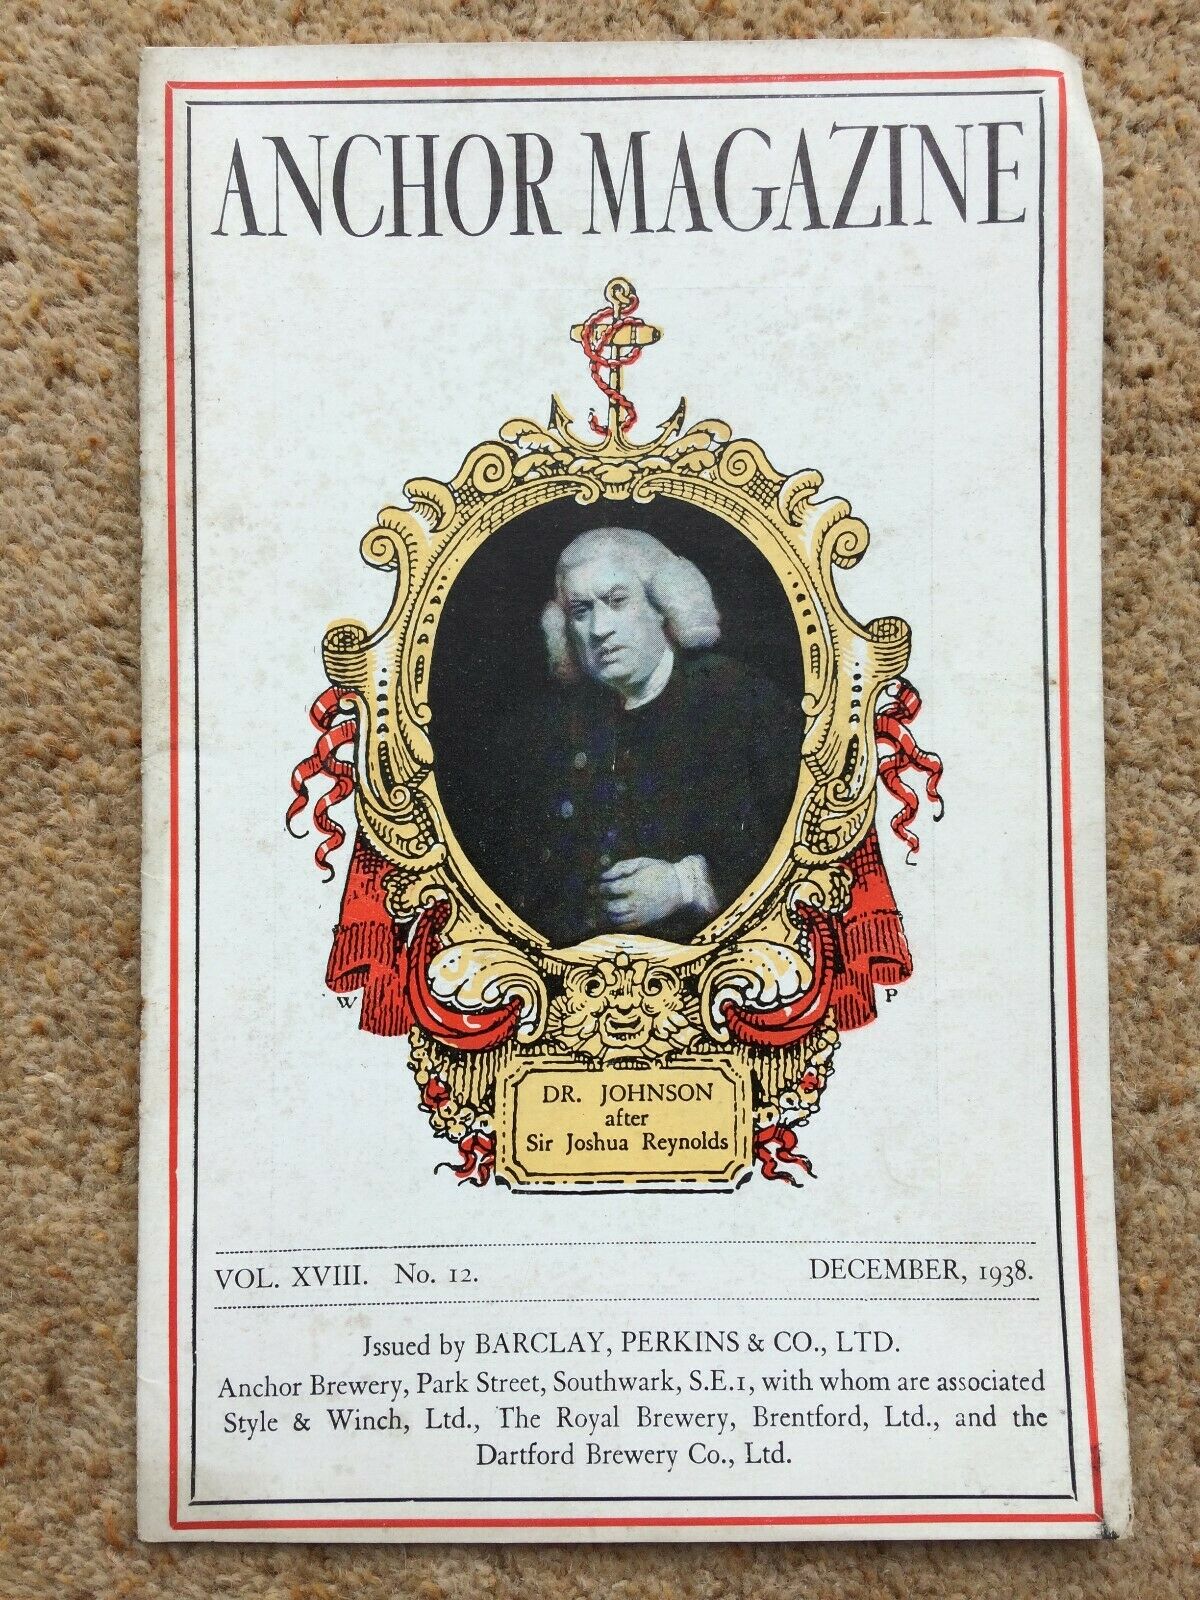 ANCHOR MAGAZINE
W P
DR. JOHNSON
after
Sir Joshua Reynolds
VOL. XVIII. No. 12. DECEMBER, 1938.
Issued by BARCLAY, PERKINS & CO., LTD.
Anchor Brewery, Park Street, Southwark, S.E.1, with whom are associated
Style & Winch, Ltd., The Royal Brewery, Brentford, Ltd., and the
Dartford Brewery Co., Ltd.